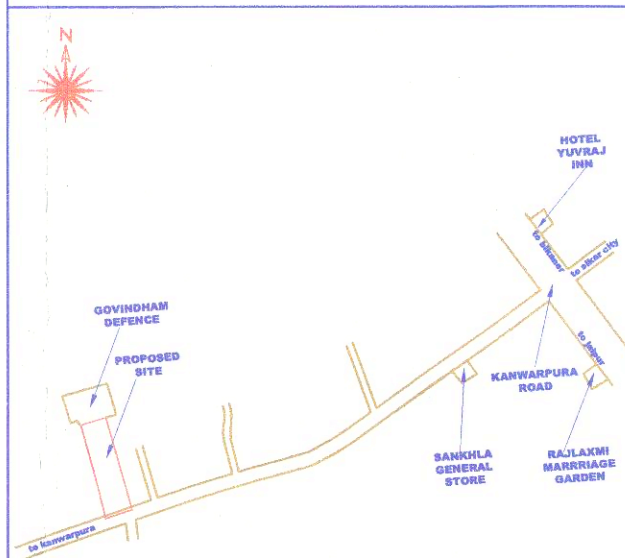 N
HOTEL
YUVRAJ
INN
to bikaner
to sikar city
GOVINDHAM
DEFENCE
PROPOSED
SITE
to jaipur
KANWARPURA
ROAD
SANKHLA
GENERAL
STORE
RAJLAXMI
MARRRIAGE
GARDEN
to kanwarpura